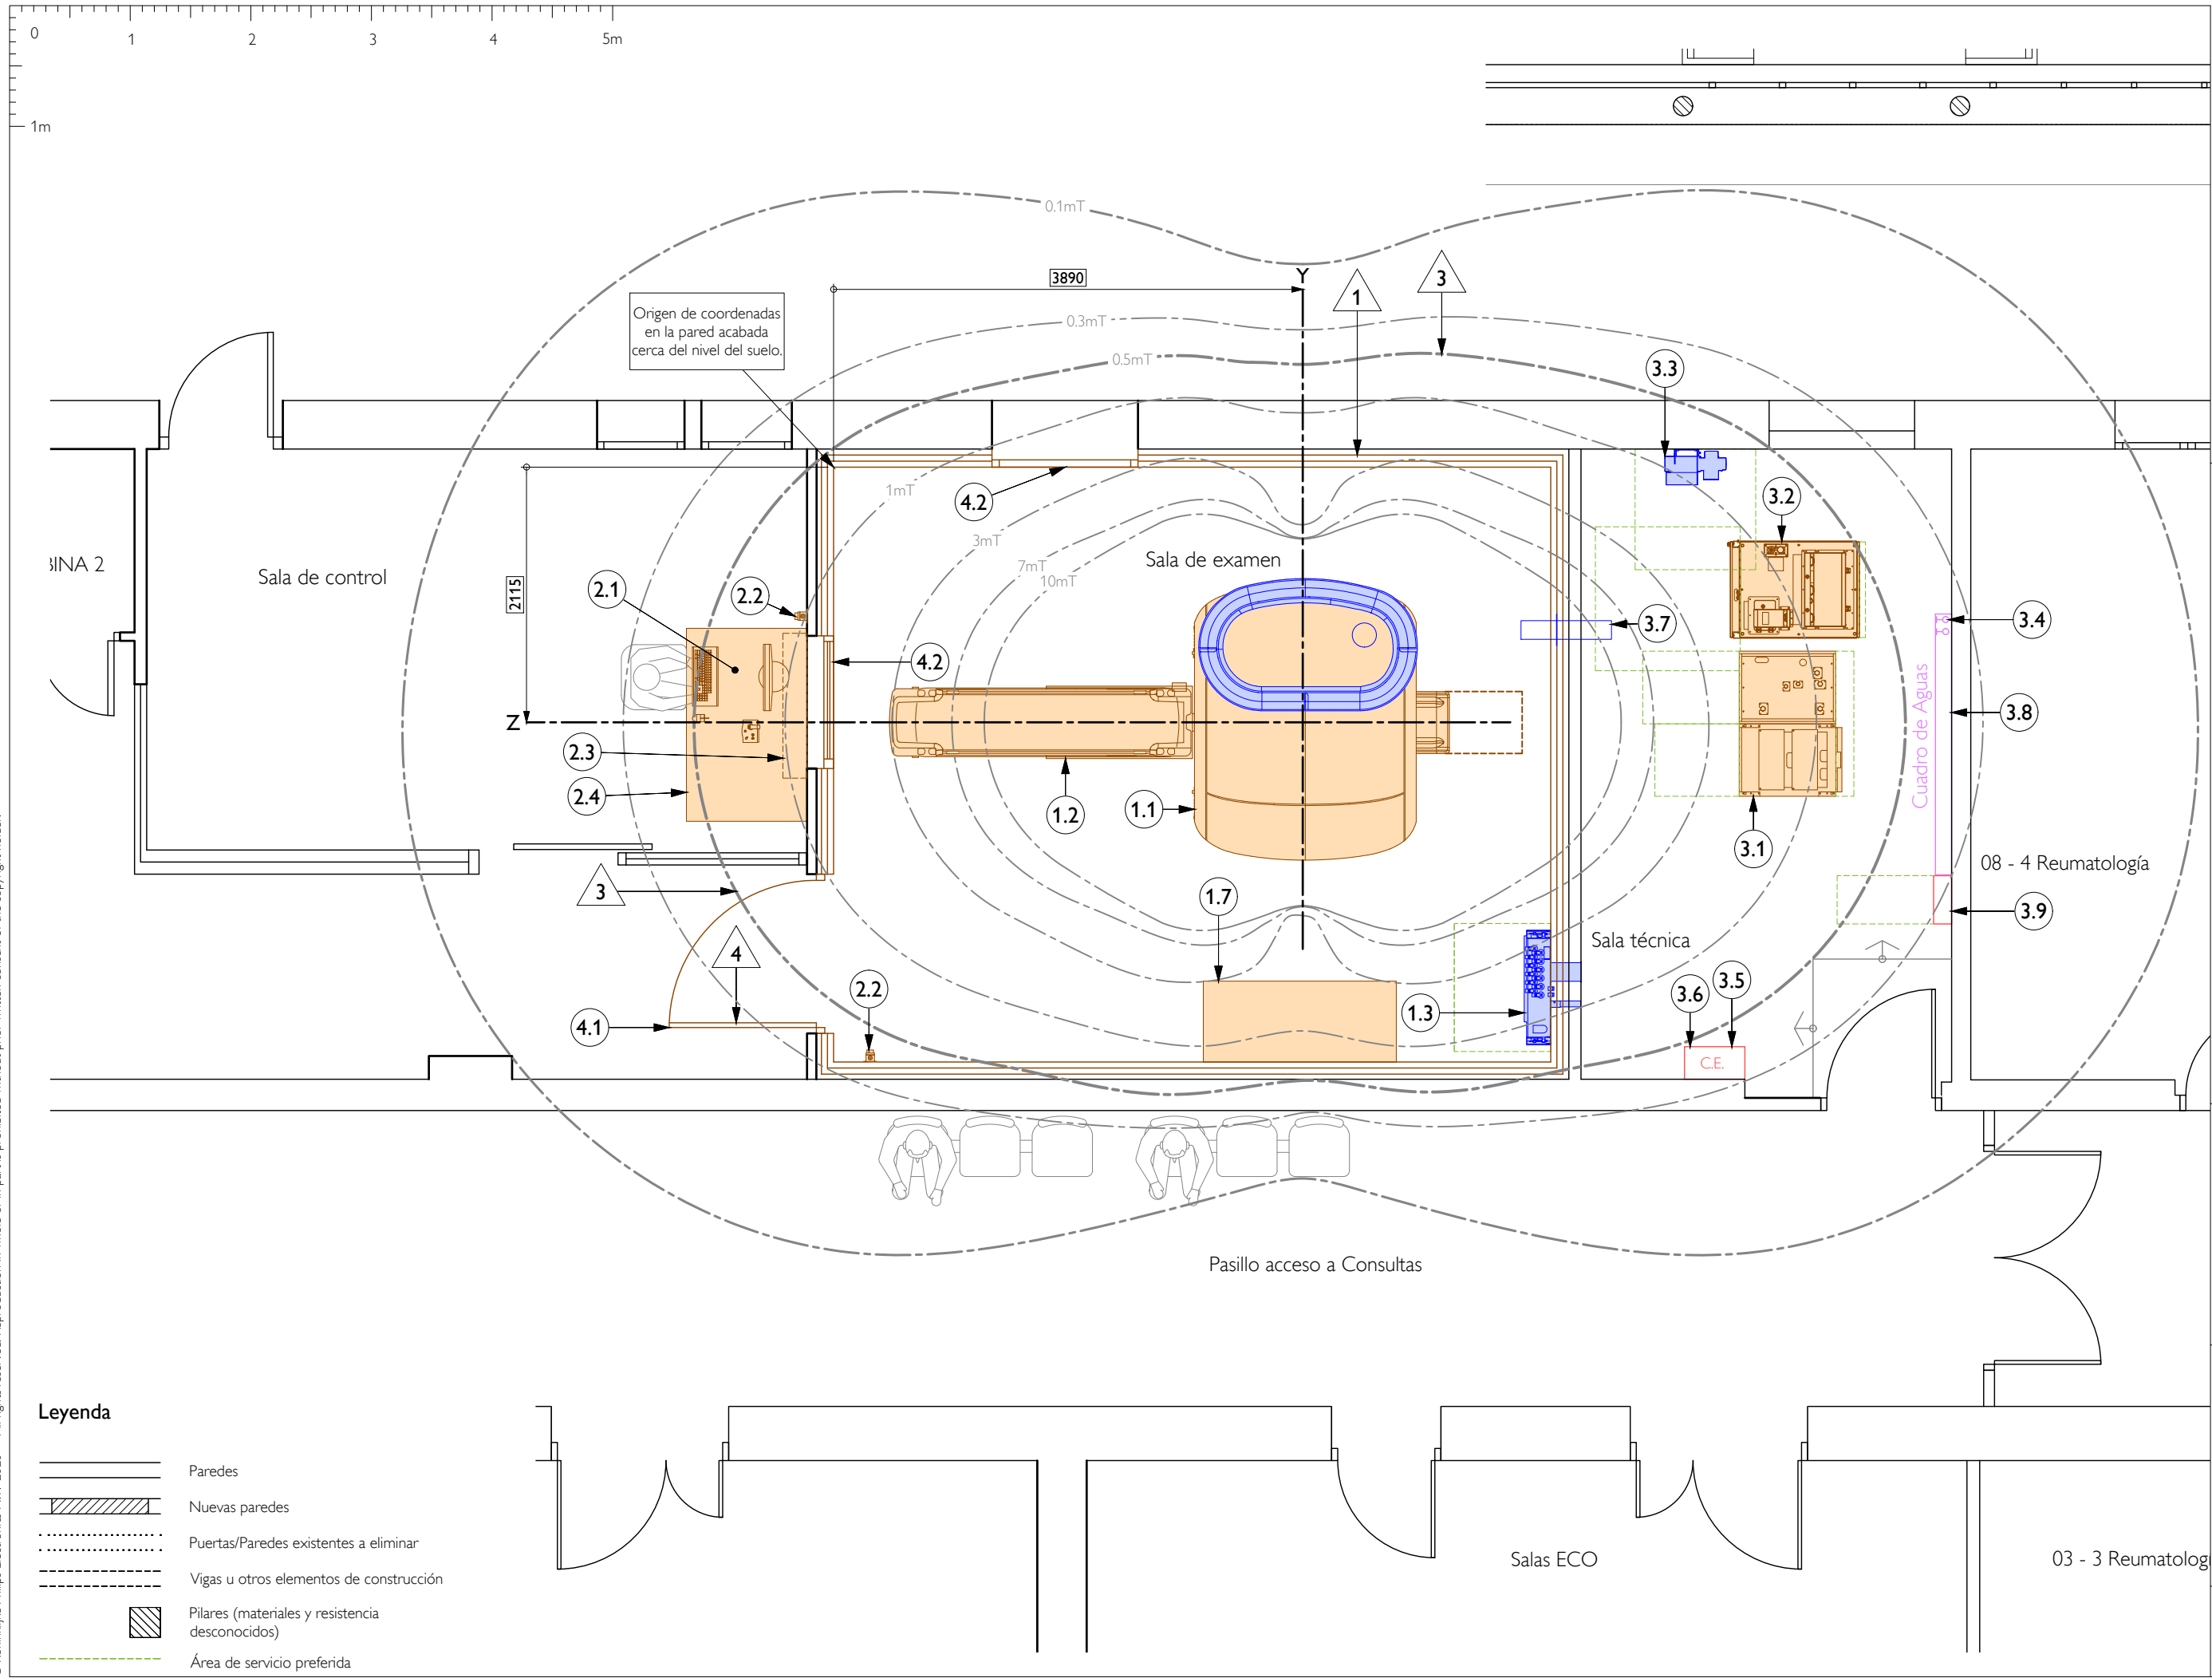 0
1
2
3
4
5m
1m
0.1mT
3890
Y
1
3
Origen de coordenadas
en la pared acabada
cerca del nivel del suelo.
0.3mT
0.5mT
3.3
4.2
1mT
3.2
3mT
Sala de examen
BINA 2
Sala de control
7mT
10mT
2115
2.1
2.2
3.7
3.4
4.2
Cuadro de Aguas
3.8
Z
2.3
2.4
1.2
1.1
3.1
08 - 4 Reumatología
3
1.7
3.9
4
Sala técnica
2.2
3.6
3.5
4.1
1.3
C.E.
Pasillo acceso a Consultas
Leyenda
Paredes
Nuevas paredes
Puertas/Paredes existentes a eliminar
Vigas u otros elementos de construcción
Pilares (materiales y resistencia
desconocidos)
Área de servicio preferida
Salas ECO
03 - 3 Reumatolog